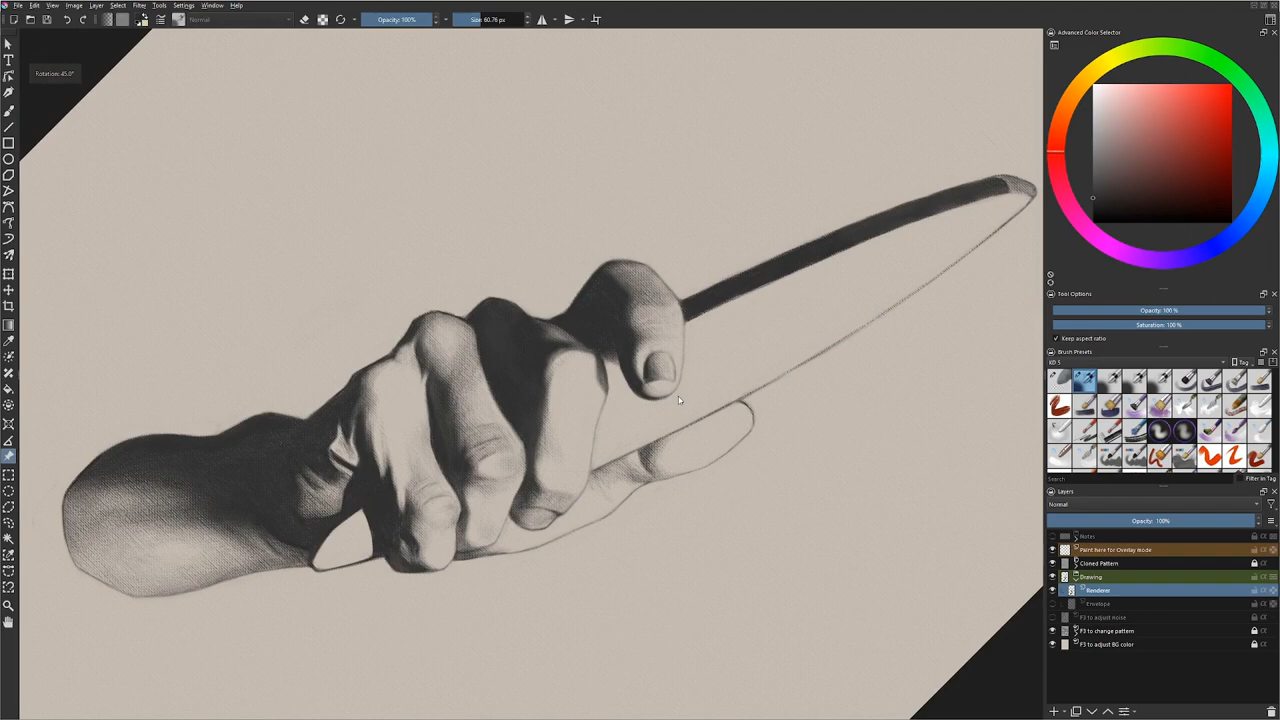 File Edit View Image Layer Select Filter Tools Settings Window Help
Normal Opacity: 100% Size: 60.76 px
Rotation: 45.0°
Advanced Color Selector
Tool Options
Opacity: 100%
Saturation: 100%
Keep aspect ratio
Brush Presets
KD 5 Tag
Search Filter in Tag
Layers
Normal
Opacity: 100%
Notes
Paint here for Overlay mode
Cloned Pattern
Drawing
Renderer
Envelope
F3 to adjust noise
F3 to change pattern
F3 to adjust BG color